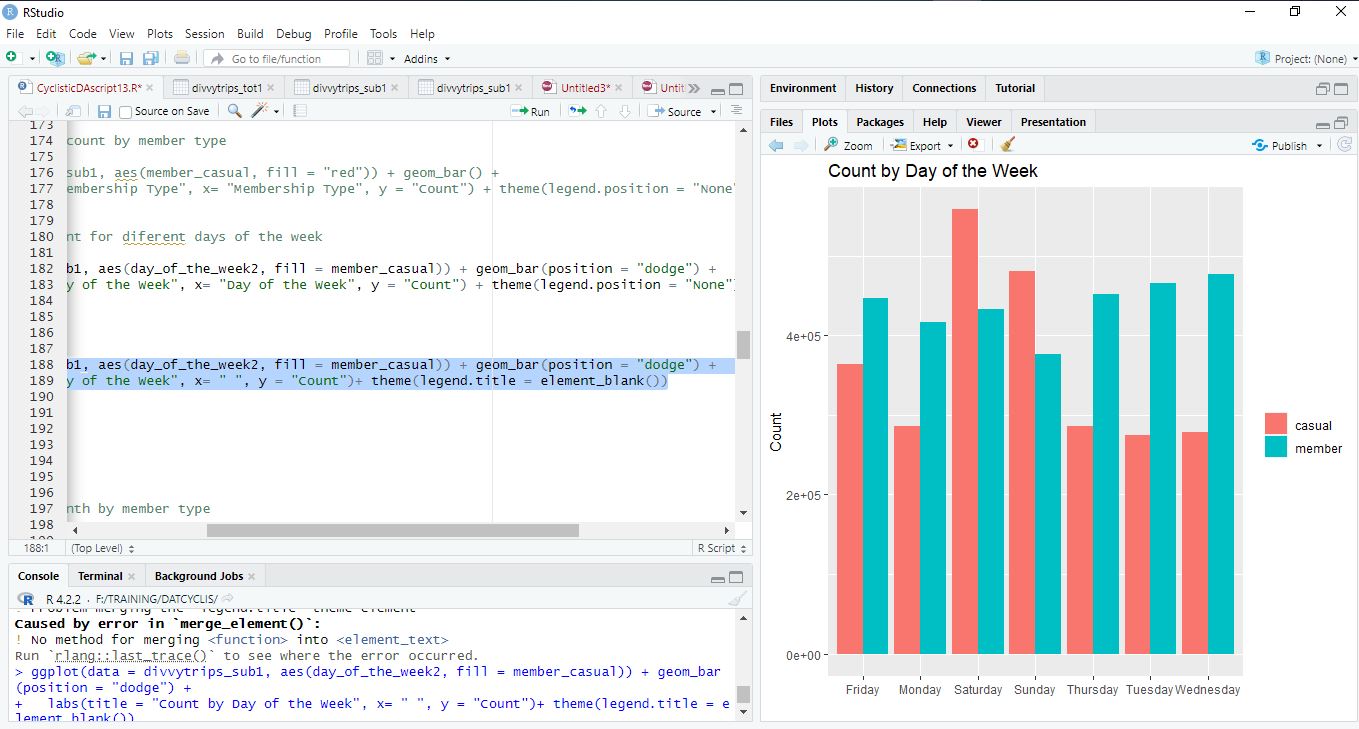 RStudio
File Edit Code View Plots Session Build Debug Profile Tools Help
Go to file/function Addins Project: (None)
CyclisticDAscript13.R* divvytrips_tot1 divvytrips_sub1 divvytrips_sub1 Untitled3* Untit
Source on Save Run Source
173
174 count by member type
175
176 sub1, aes(member_casual, fill = "red")) + geom_bar() +
177 embership Type", x= "Membership Type", y = "Count") + theme(legend.position = "None"
178
179
180 nt for diferent days of the week
181
182 b1, aes(day_of_the_week2, fill = member_casual)) + geom_bar(position = "dodge") +
183 y of the Week", x= "Day of the Week", y = "Count") + theme(legend.position = "None")
184
185
186
187
188 b1, aes(day_of_the_week2, fill = member_casual)) + geom_bar(position = "dodge") +
189 y of the Week", x= " ", y = "Count")+ theme(legend.title = element_blank())
190
191
192
193
194
195
196
197 nth by member type
198
188:1 (Top Level) R Script
Console Terminal Background Jobs
R 4.2.2 · F:/TRAINING/DATCYCLIS/
! Problem merging the `legend.title` theme element
Caused by error in `merge_element()`:
! No method for merging <function> into <element_text>
Run `rlang::last_trace()` to see where the error occurred.
> ggplot(data = divvytrips_sub1, aes(day_of_the_week2, fill = member_casual)) + geom_bar
(position = "dodge") +
+ labs(title = "Count by Day of the Week", x= " ", y = "Count")+ theme(legend.title = e
lement_blank())
Environment History Connections Tutorial
Files Plots Packages Help Viewer Presentation
Zoom Export Publish
Count by Day of the Week
Count
4e+05
2e+05
0e+00
Friday Monday Saturday Sunday Thursday Tuesday Wednesday
casual
member